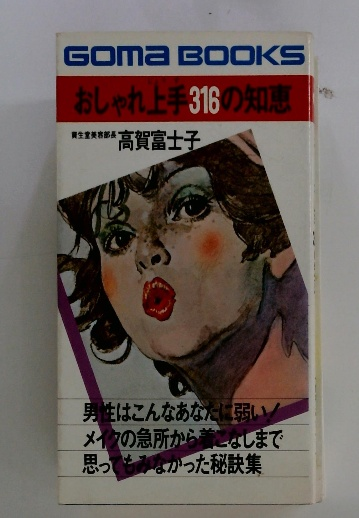 GOMA BOOKS
おしゃれ上手316の知恵
資生堂美容部長 高賀富士子
男性はこんなあなたに弱い!
メイクの急所から着こなしまで
思ってもみなかった秘訣集